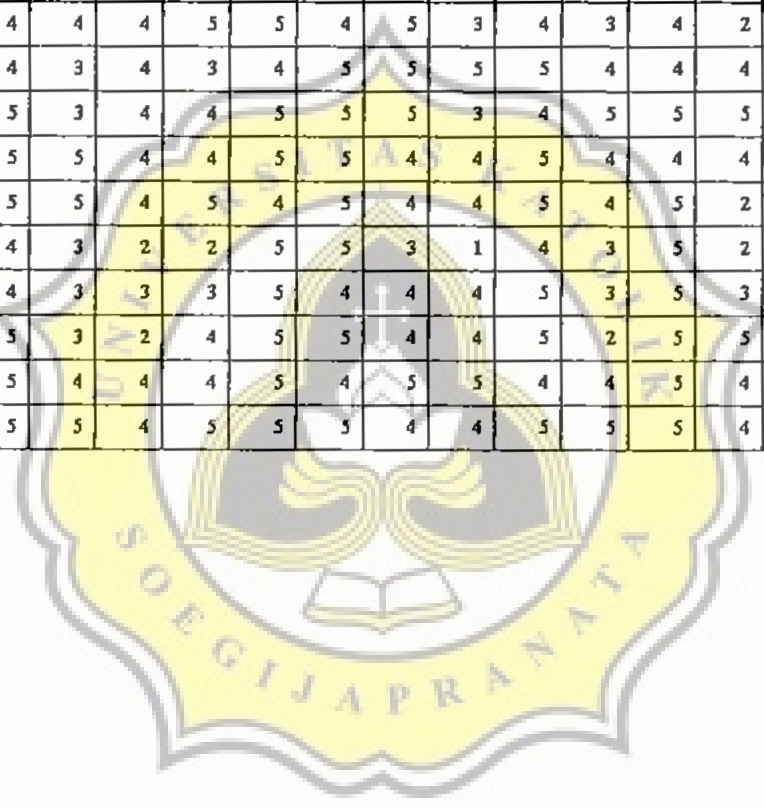 4 4 4 5 5 4 5 3 4 3 4 2
4 3 4 3 4 5 5 5 5 4 4 4
5 3 4 4 5 5 5 3 4 5 5 5
5 5 4 4 5 5 4 4 5 4 4 4
5 5 4 5 4 5 4 4 5 4 5 2
4 3 2 2 5 5 3 1 4 3 5 2
4 3 3 3 5 4 4 4 5 3 5 3
5 3 2 4 5 5 4 4 5 2 5 5
5 4 4 4 5 4 5 5 4 4 5 4
5 5 4 5 5 5 4 4 5 5 5 4
UNIVERSITAS KATOLIK
SOEGIJAPRANATA